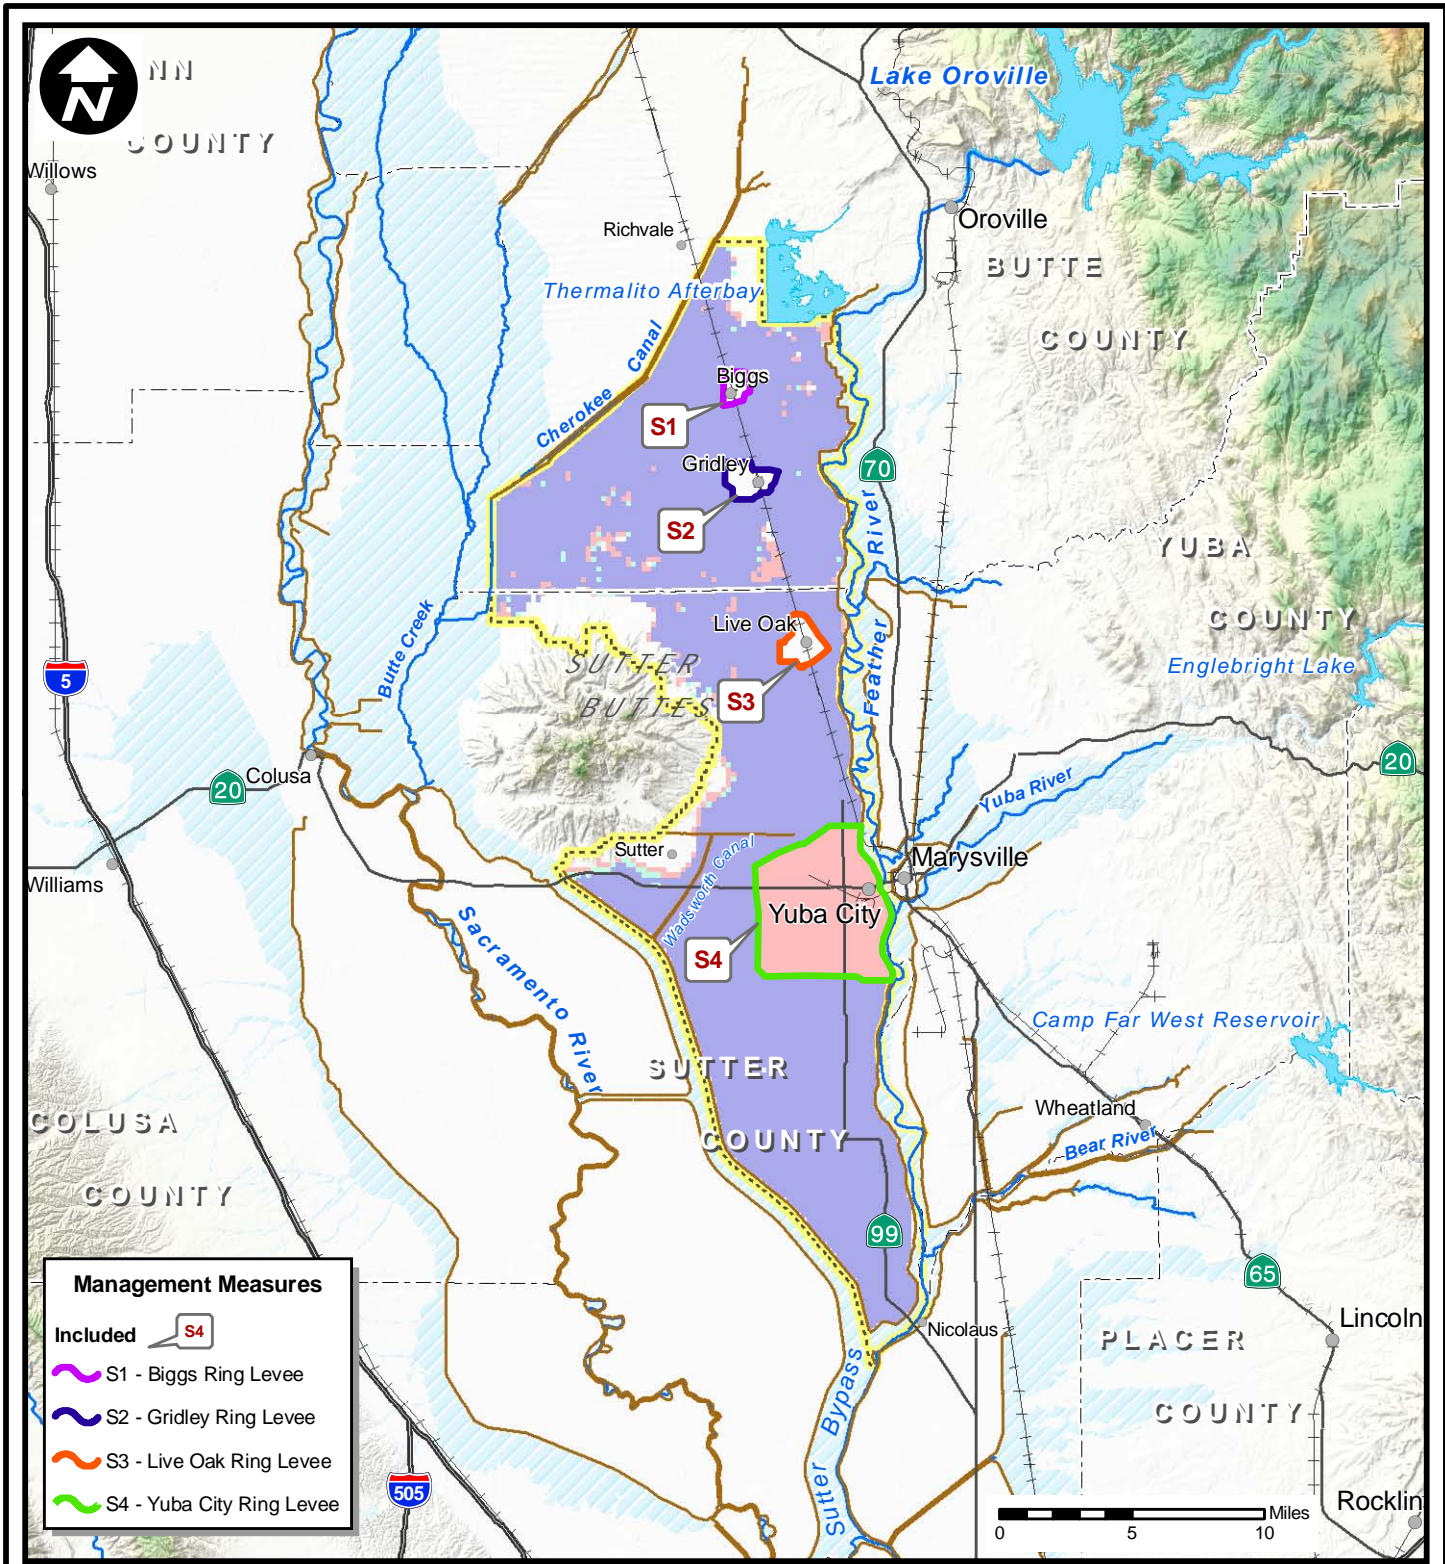 N
NN
COUNTY
Lake Oroville
Willows
Oroville
Richvale
BUTTE
COUNTY
Thermalito Afterbay
Cherokee Canal
Biggs
S1
Gridley
70
S2
Feather River
YUBA
COUNTY
Butte Creek
Live Oak
SUTTER
BUTTES
Englebright Lake
5
S3
20
Colusa
20
Yuba River
Sutter
Wadsworth Canal
Marysville
Williams
Yuba City
Sacramento River
S4
Camp Far West Reservoir
SUTTER
COUNTY
COLUSA
COUNTY
Wheatland
Bear River
99
65
Nicolaus
PLACER
COUNTY
Lincoln
Sutter Bypass
505
Rocklin
Management Measures
Included S4
S1 - Biggs Ring Levee
S2 - Gridley Ring Levee
S3 - Live Oak Ring Levee
S4 - Yuba City Ring Levee
Miles
0 5 10